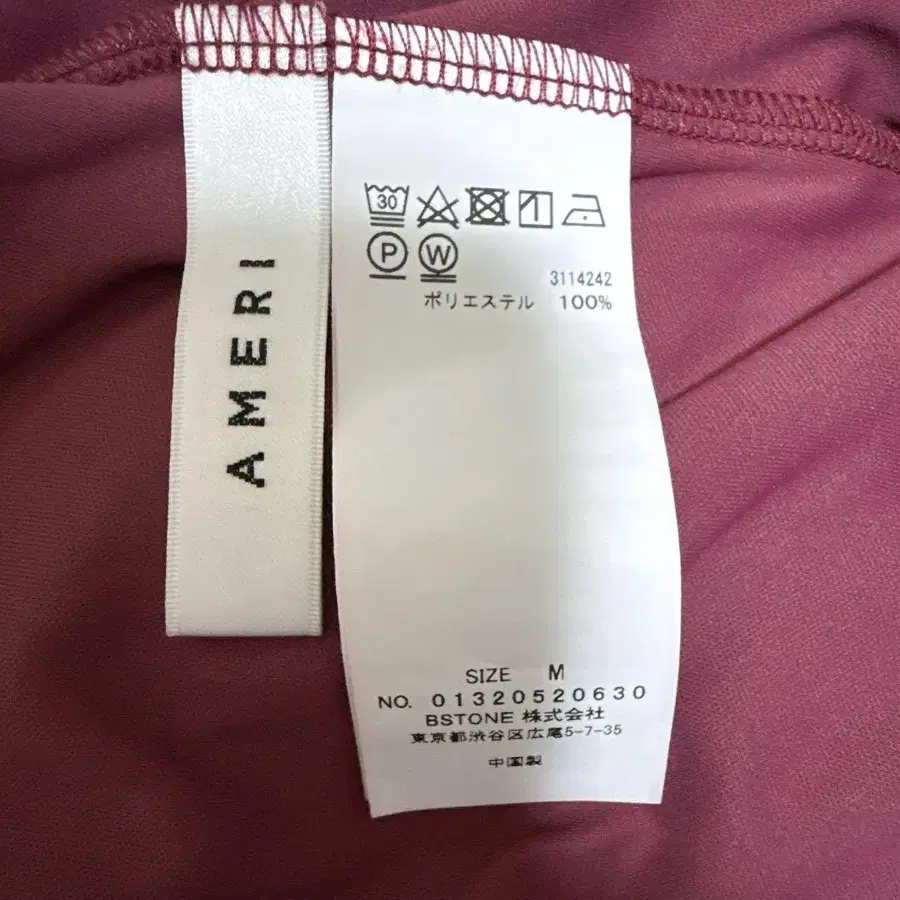 AMERI
30
P W
3114242
ポリエステル 100%
SIZE M
NO. 01320520630
BSTONE 株式会社
東京都渋谷区広尾5-7-35
中国製